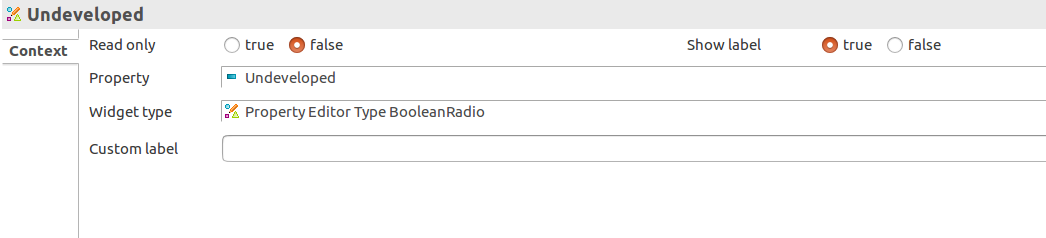 Undeveloped
Context
Read only true false Show label true false
Property Undeveloped
Widget type Property Editor Type BooleanRadio
Custom label